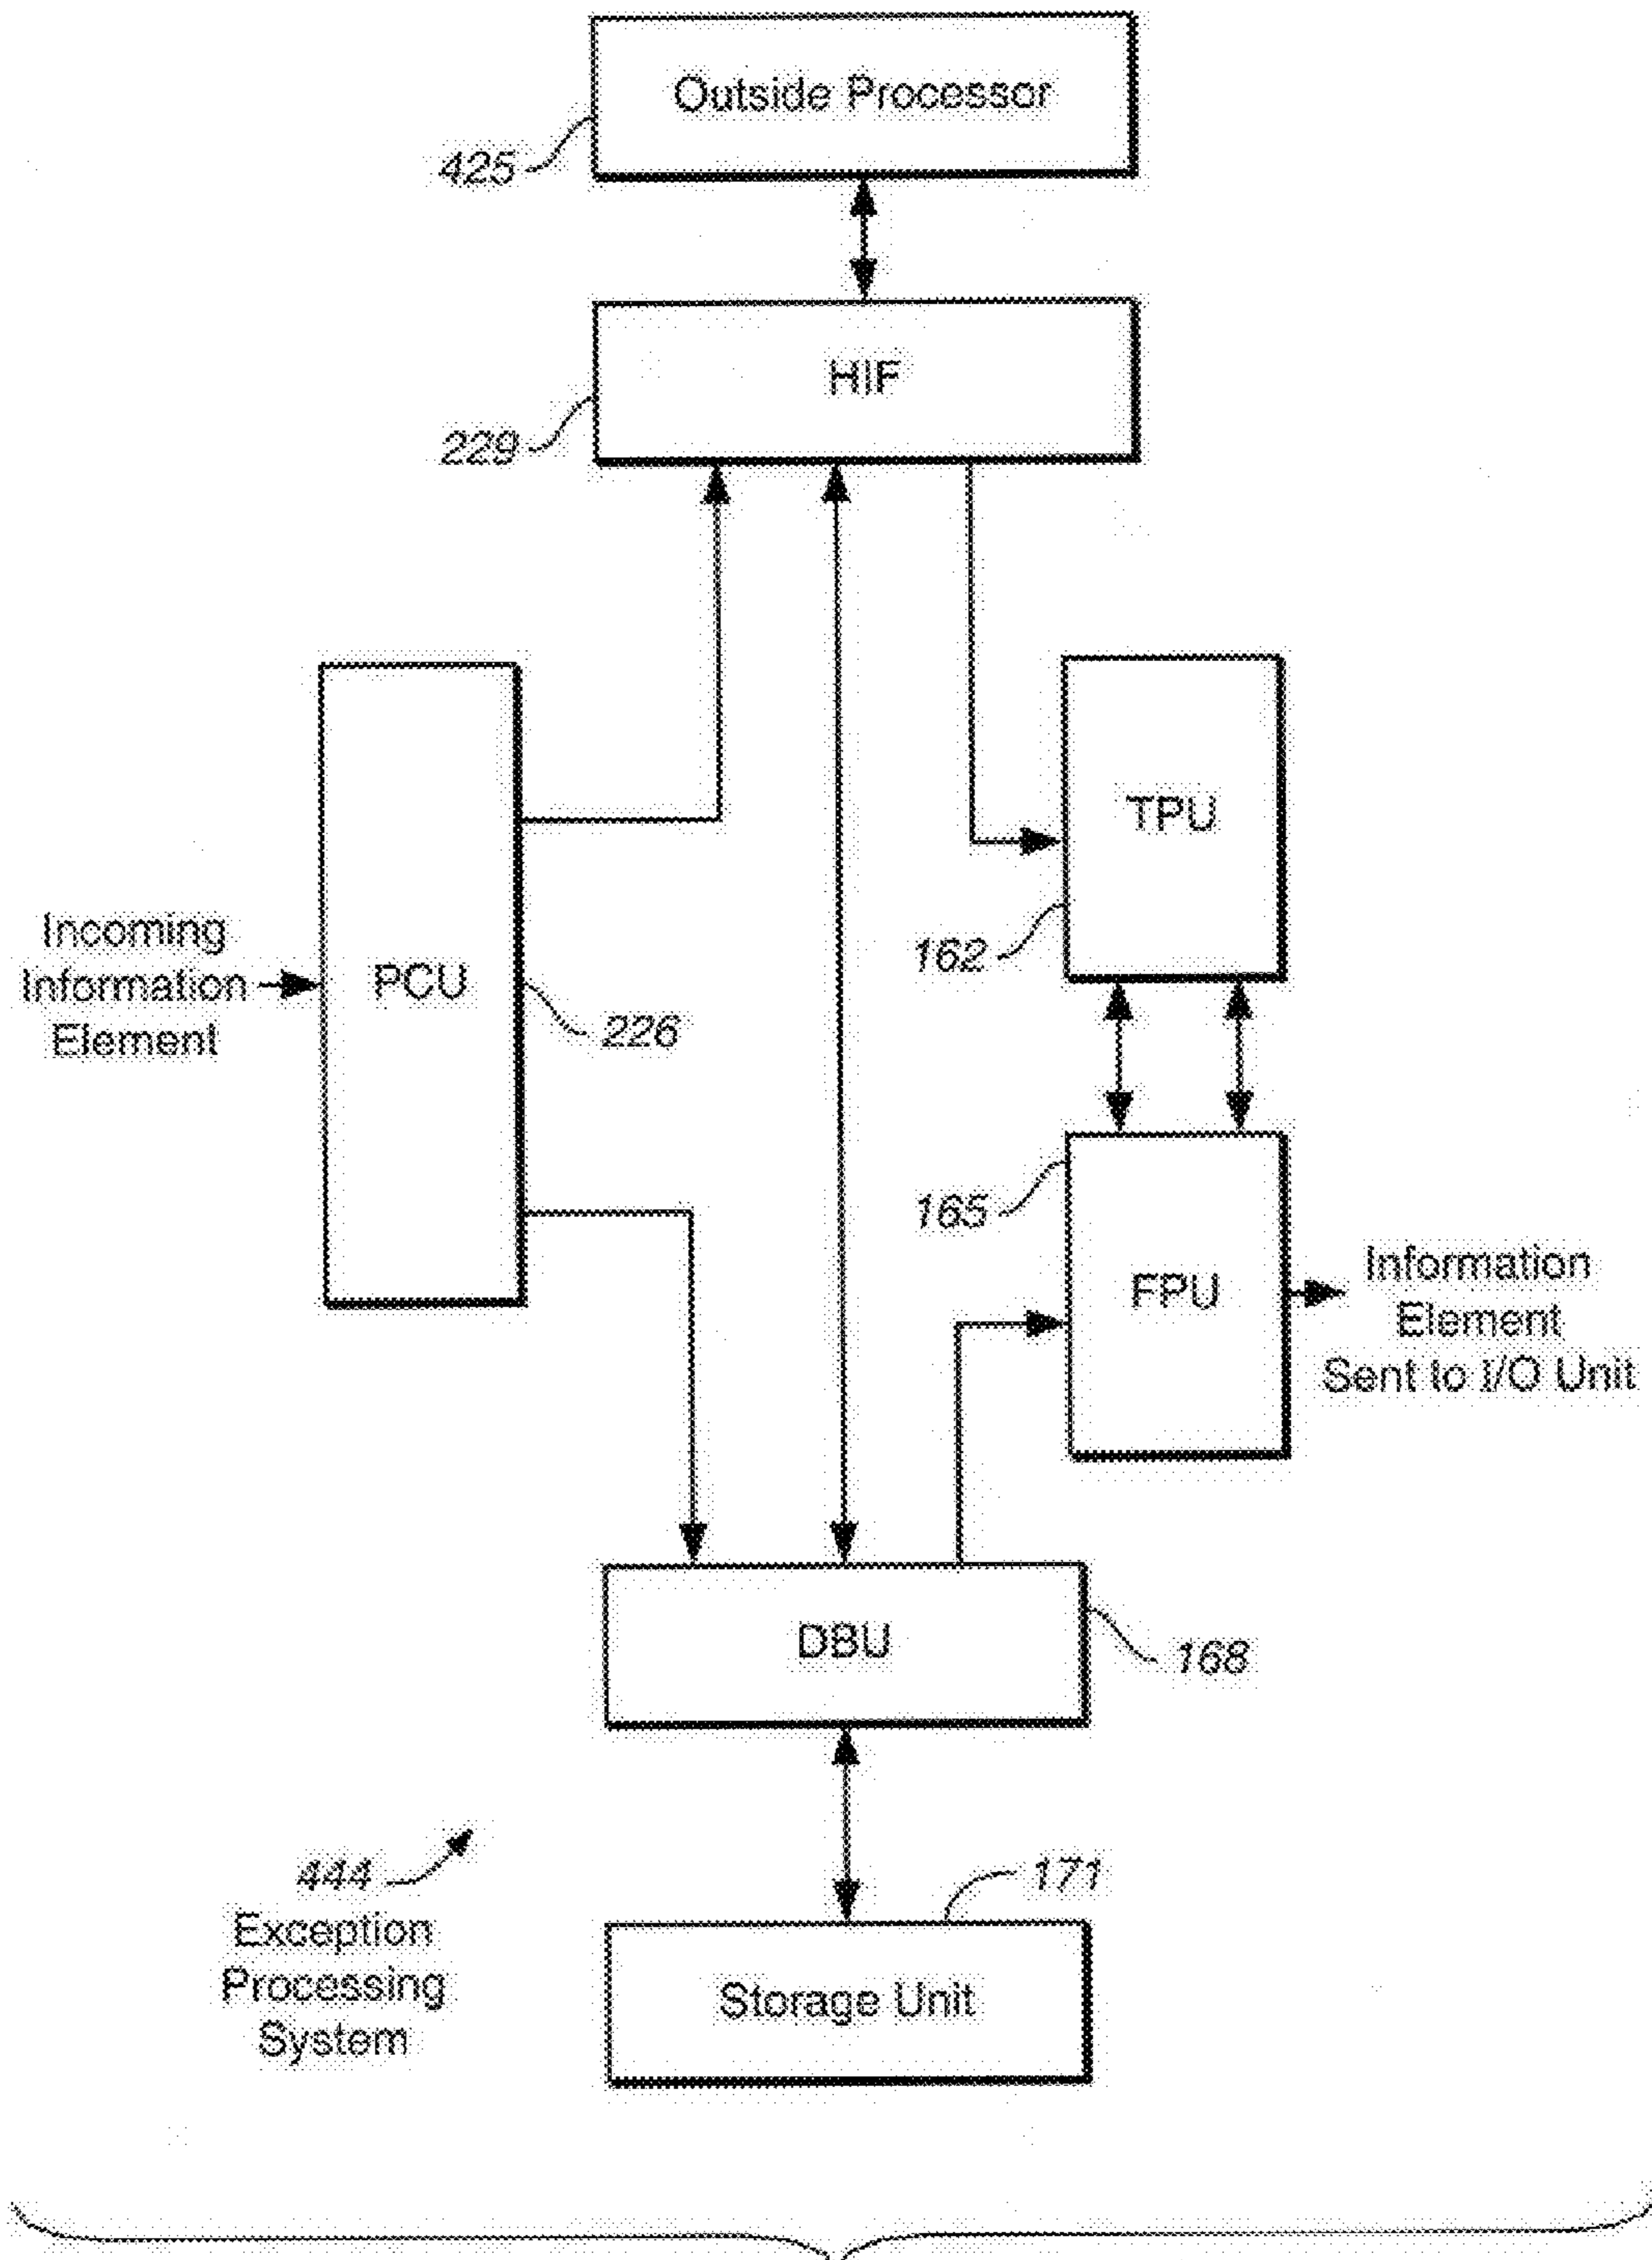 Outside Processor
425
HIF
229
TPU
162
Incoming
Information
Element
PCU
226
165
FPU
Information
Element
Sent to I/O Unit
DBU
168
444
Exception
Processing
System
171
Storage Unit